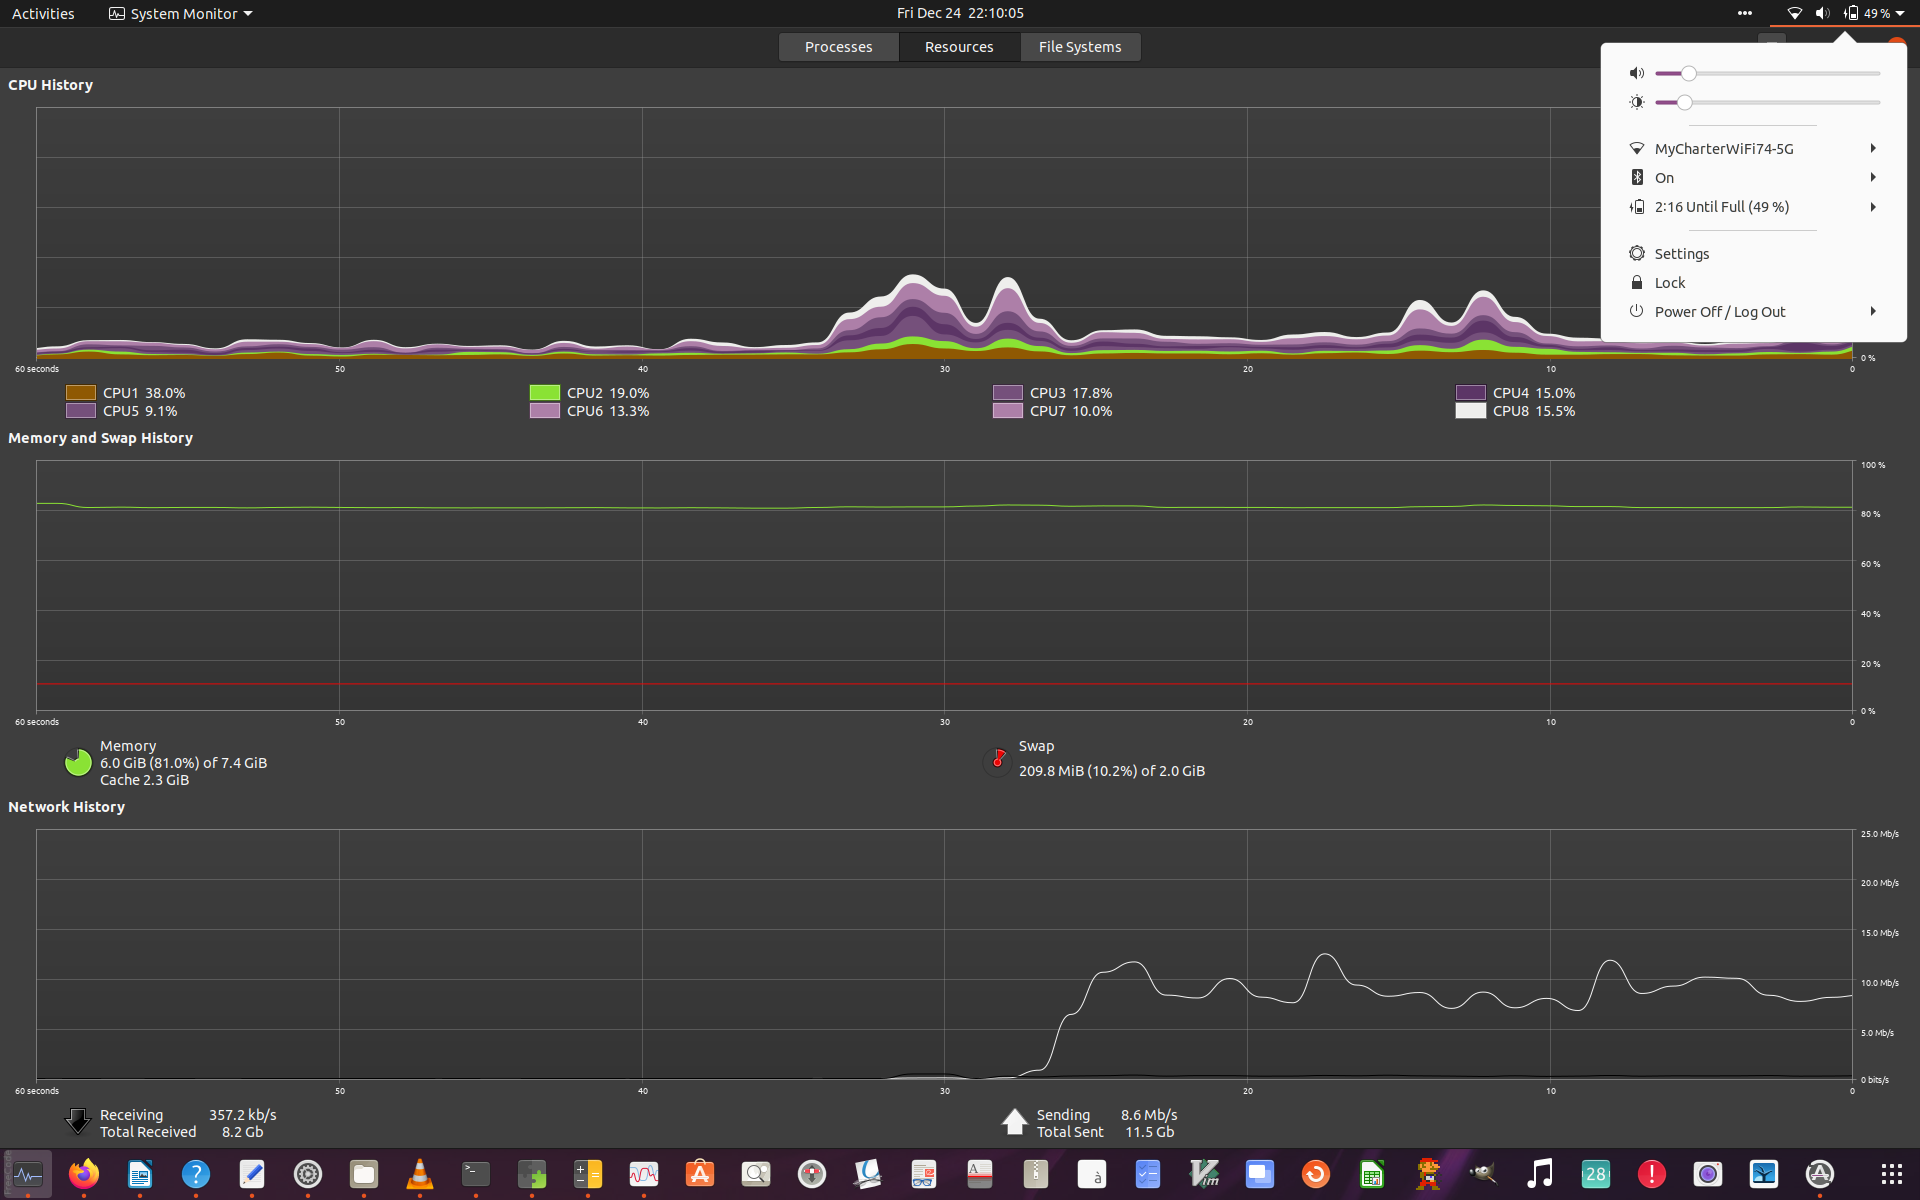 Activities
System Monitor
Fri Dec 24 22:10:05
49 %
Processes
Resources
File Systems
CPU History
60 seconds 50 40 30 20 10 0
0 %
CPU1 38.0% CPU2 19.0% CPU3 17.8% CPU4 15.0%
CPU5 9.1% CPU6 13.3% CPU7 10.0% CPU8 15.5%
MyCharterWiFi74-5G
On
2:16 Until Full (49 %)
Settings
Lock
Power Off / Log Out
Memory and Swap History
100 %
80 %
60 %
40 %
20 %
0 %
60 seconds 50 40 30 20 10 0
Memory
6.0 GiB (81.0%) of 7.4 GiB
Cache 2.3 GiB
Swap
209.8 MiB (10.2%) of 2.0 GiB
Network History
25.0 Mb/s
20.0 Mb/s
15.0 Mb/s
10.0 Mb/s
5.0 Mb/s
0 bits/s
60 seconds 50 40 30 20 10 0
Receiving 357.2 kb/s
Total Received 8.2 Gb
Sending 8.6 Mb/s
Total Sent 11.5 Gb
?
>_
A
à
Vim
28
!